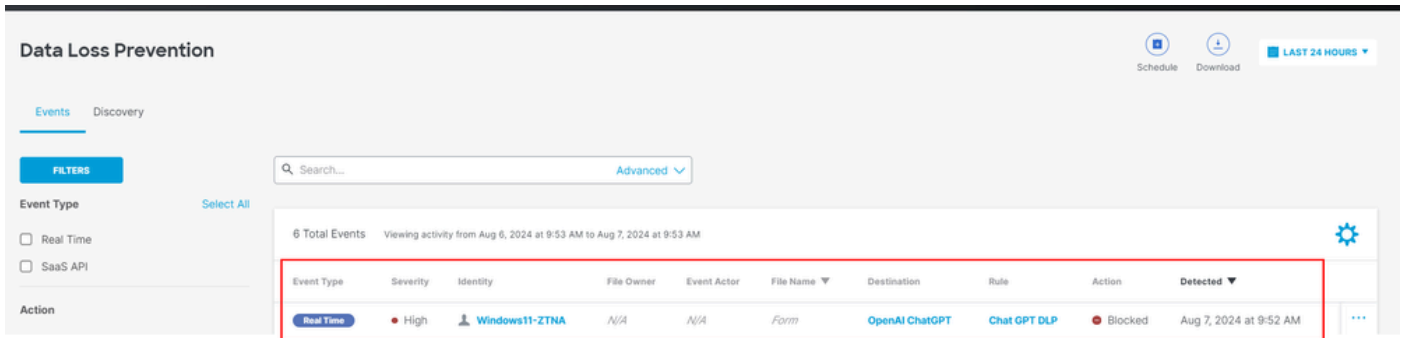 Data Loss Prevention
Schedule
Download
LAST 24 HOURS
Events Discovery
FILTERS
Search...
Advanced
Event Type
Select All
Real Time
SaaS API
Action
6 Total Events Viewing activity from Aug 6, 2024 at 9:53 AM to Aug 7, 2024 at 9:53 AM
Event Type Severity Identity File Owner Event Actor File Name Destination Rule Action Detected
Real Time High Windows11-ZTNA N/A N/A Form OpenAI ChatGPT Chat GPT DLP Blocked Aug 7, 2024 at 9:52 AM